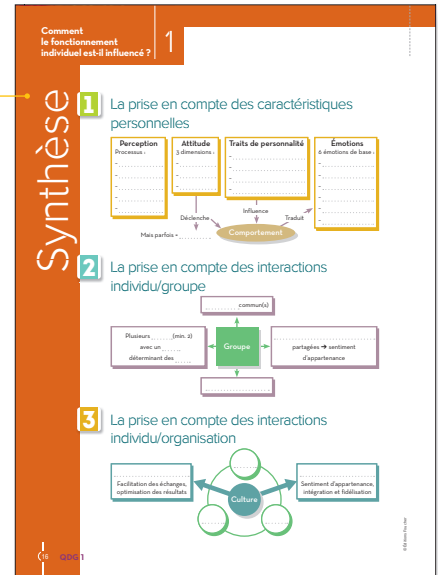 Comment
le fonctionnement
individuel est-il influencé ?
1
Synthèse
1
La prise en compte des caractéristiques
personnelles
Perception
Processus :
-
-
-
-
-
Attitude
3 dimensions :
-
-
-
Traits de personnalité
-
-
-
-
Émotions
6 émotions de base :
-
-
-
-
-
-
Déclenche
Influence
Traduit
Mais parfois ≠ ............
Comportement
2
La prise en compte des interactions
individu/groupe
............ commun(s)
Plusieurs ........ (min. 2)
avec un .......
déterminant des ......
Groupe
partagées ➔ sentiment
d'appartenance
3
La prise en compte des interactions
individu/organisation
Facilitation des échanges,
optimisation des résultats
Culture
Sentiment d'appartenance,
intégration et fidélisation
16
QDG 1